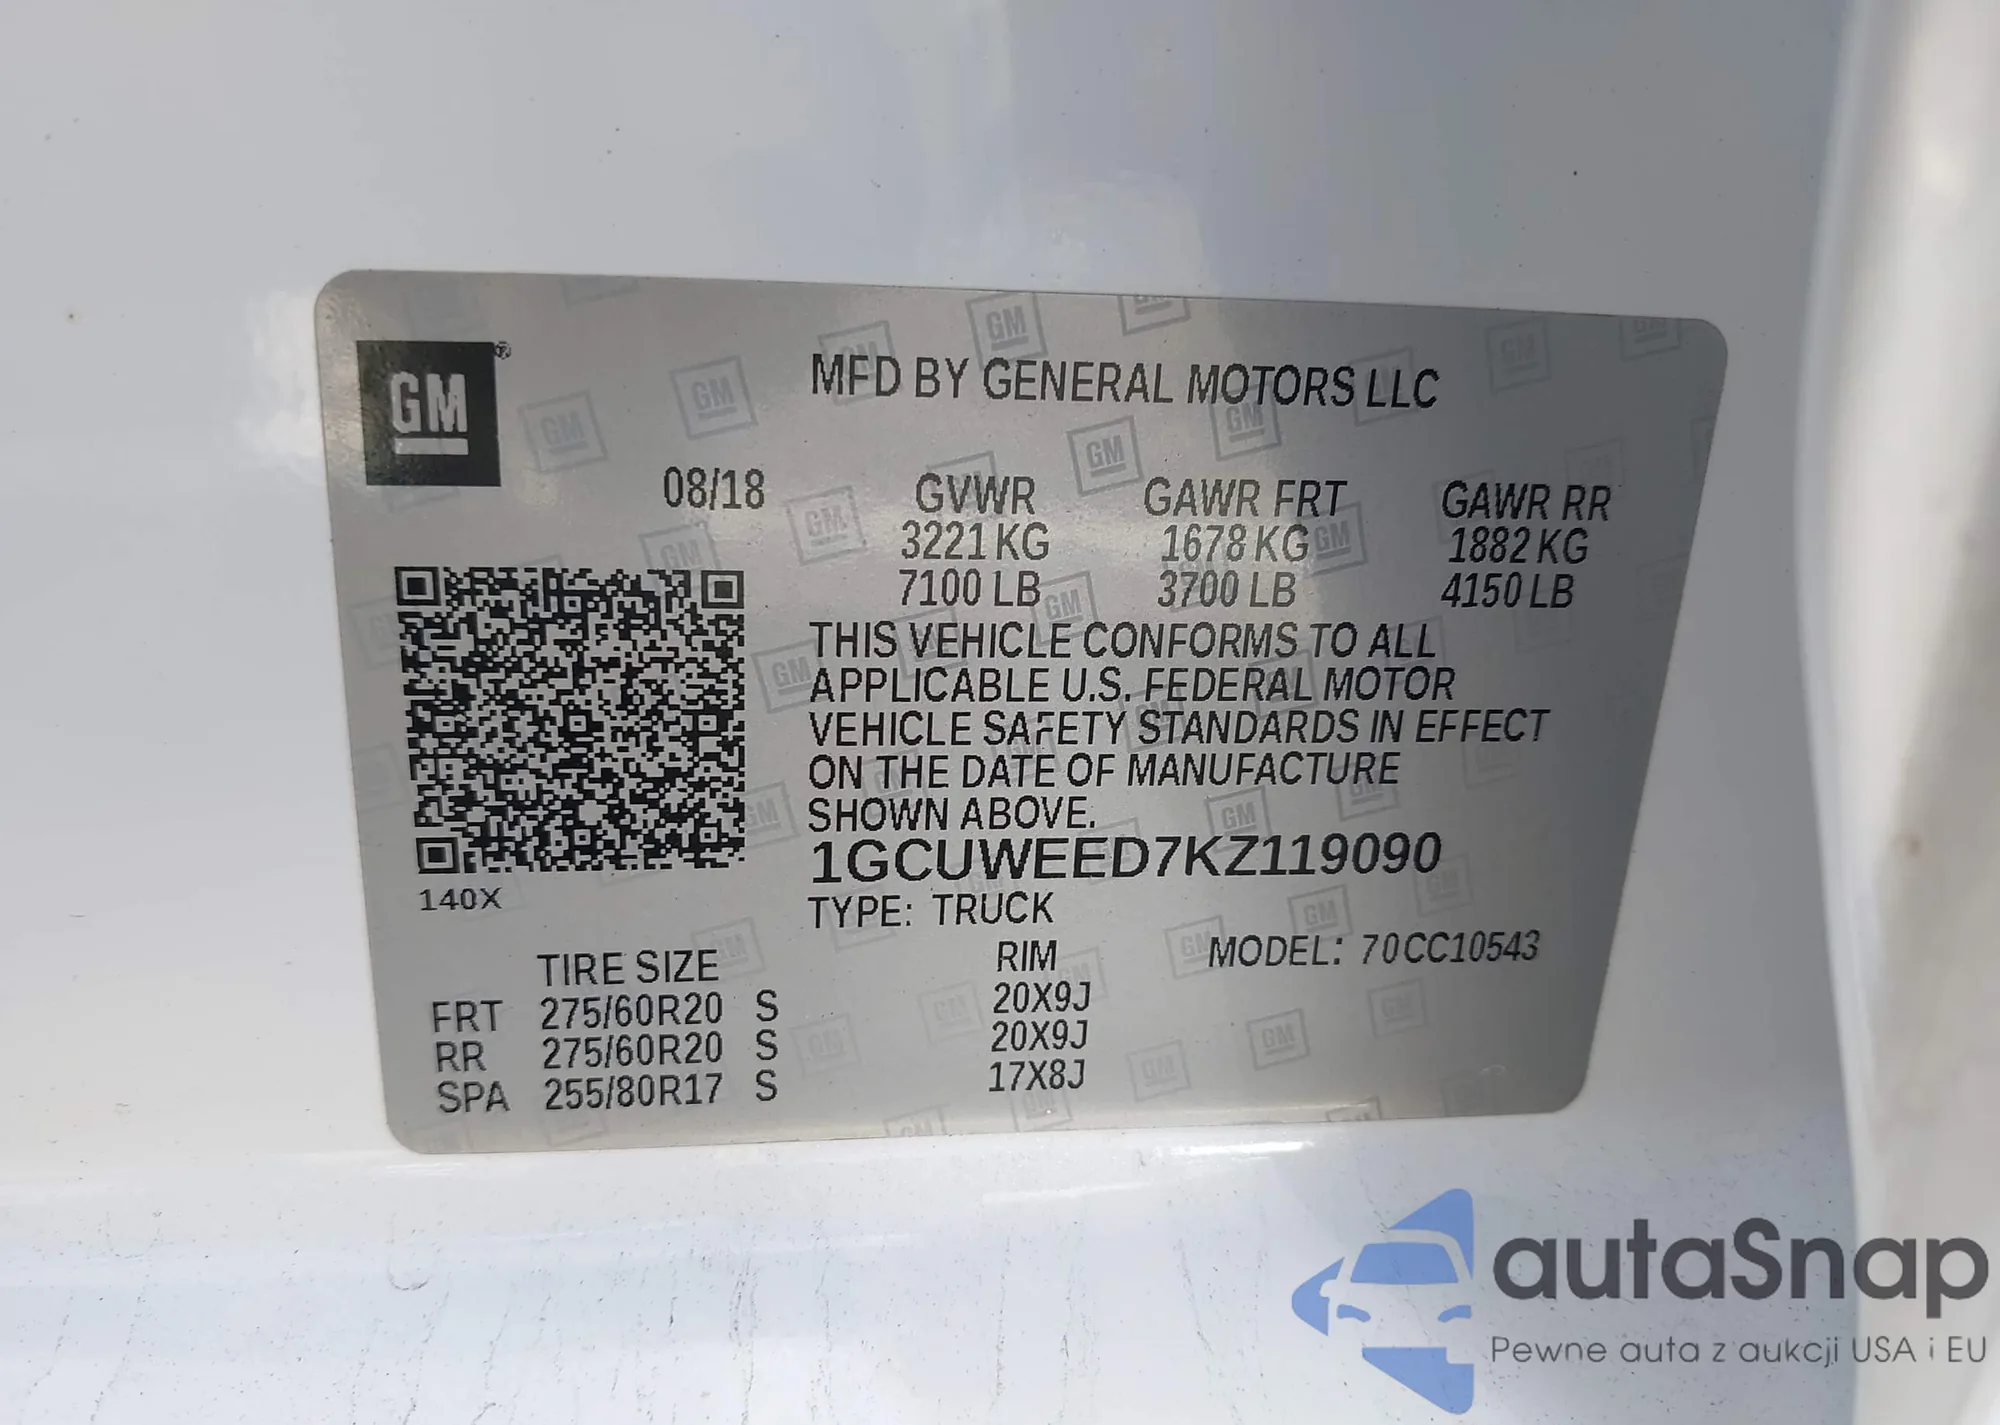 GM
MFD BY GENERAL MOTORS LLC
08/18 GVWR GAWR FRT GAWR RR
3221 KG 1678 KG 1882 KG
7100 LB 3700 LB 4150 LB
THIS VEHICLE CONFORMS TO ALL
APPLICABLE U.S. FEDERAL MOTOR
VEHICLE SAFETY STANDARDS IN EFFECT
ON THE DATE OF MANUFACTURE
SHOWN ABOVE.
1GCUWEED7KZ119090
140X
TYPE: TRUCK
MODEL: 70CC10543
TIRE SIZE RIM
FRT 275/60R20 S 20X9J
RR 275/60R20 S 20X9J
SPA 255/80R17 S 17X8J
autaSnap
Pewne auta z aukcji USA i EU